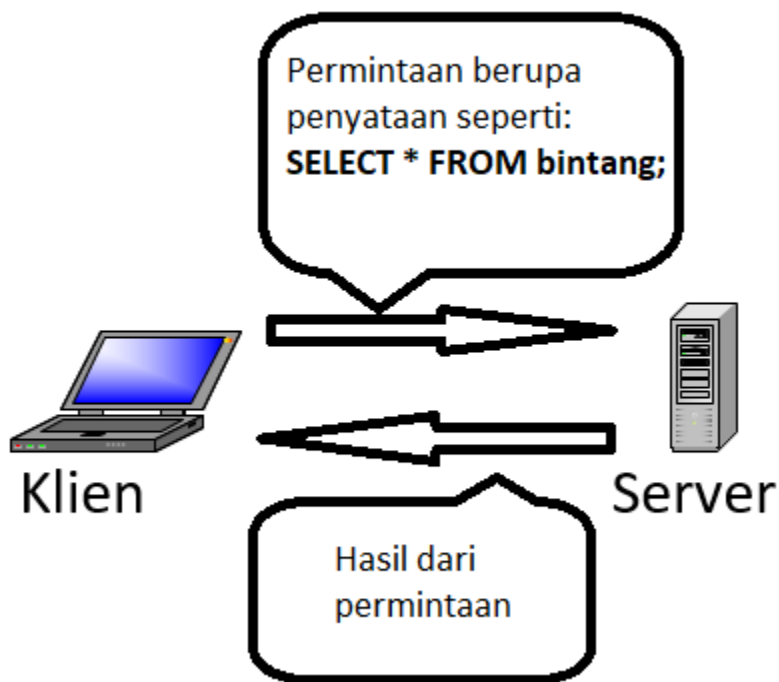 Permintaan berupa
penyataan seperti:
SELECT * FROM bintang;
Klien
Server
Hasil dari
permintaan